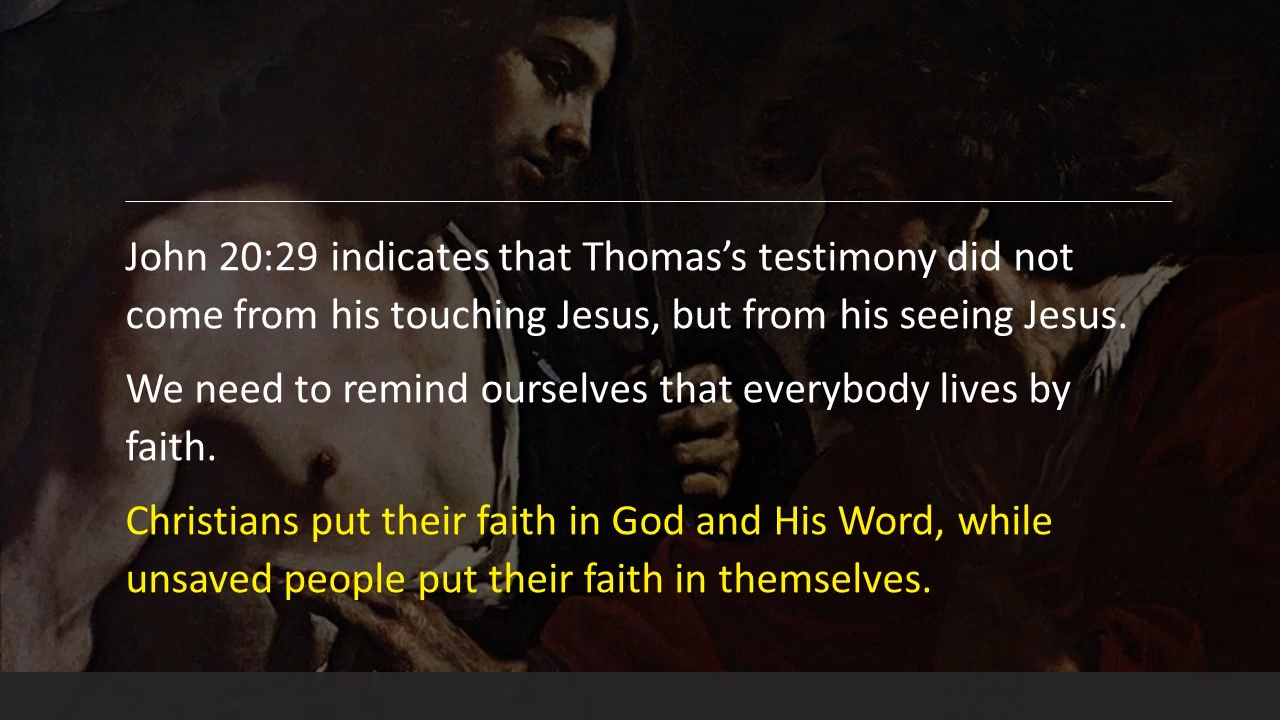 John 20:29 indicates that Thomas’s testimony did not
come from his touching Jesus, but from his seeing Jesus.
We need to remind ourselves that everybody lives by
faith.
Christians put their faith in God and His Word, while
unsaved people put their faith in themselves.